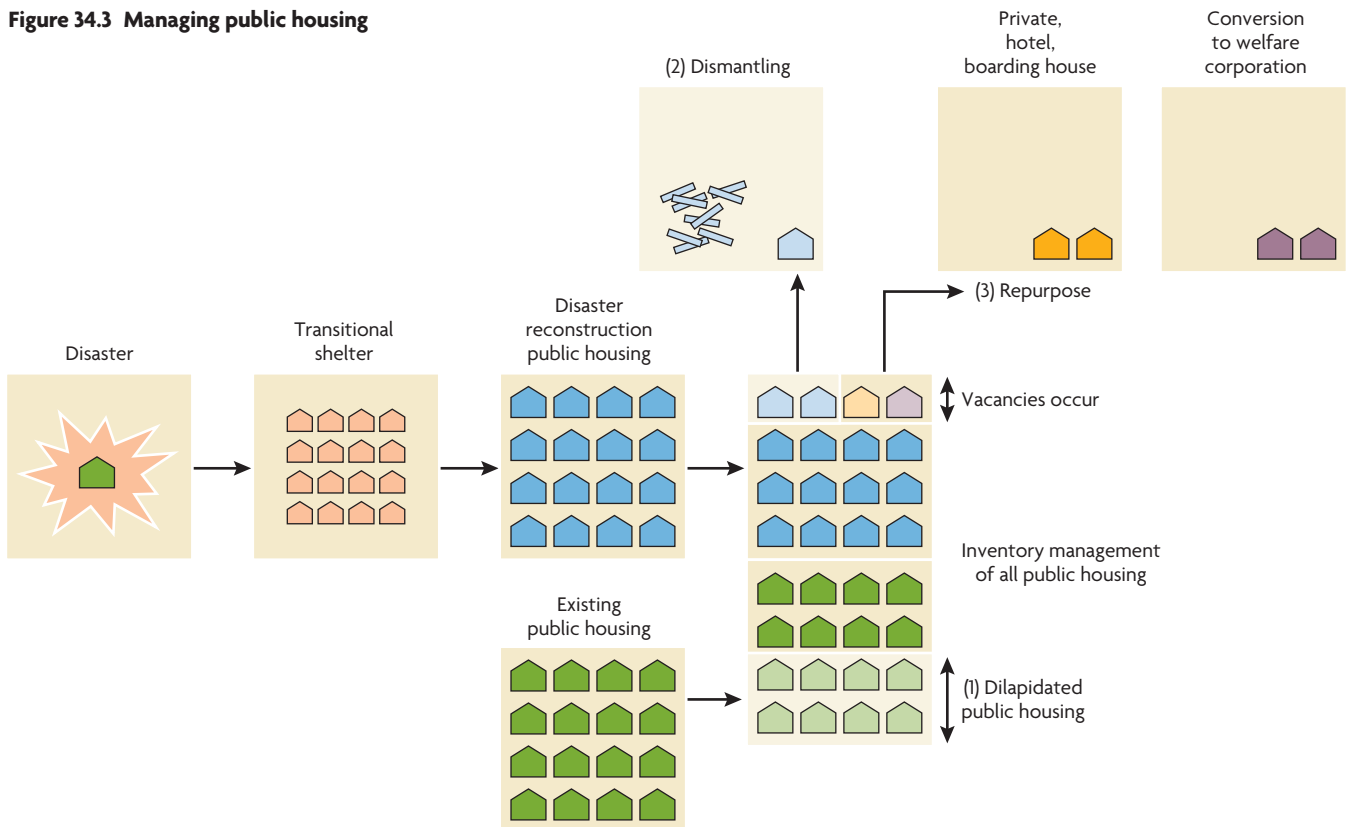 Figure 34.3 Managing public housing
Private,
hotel,
boarding house
Conversion
to welfare
corporation
(2) Dismantling
(3) Repurpose
Disaster
Transitional
shelter
Disaster
reconstruction
public housing
Vacancies occur
Inventory management
of all public housing
Existing
public housing
(1) Dilapidated
public housing